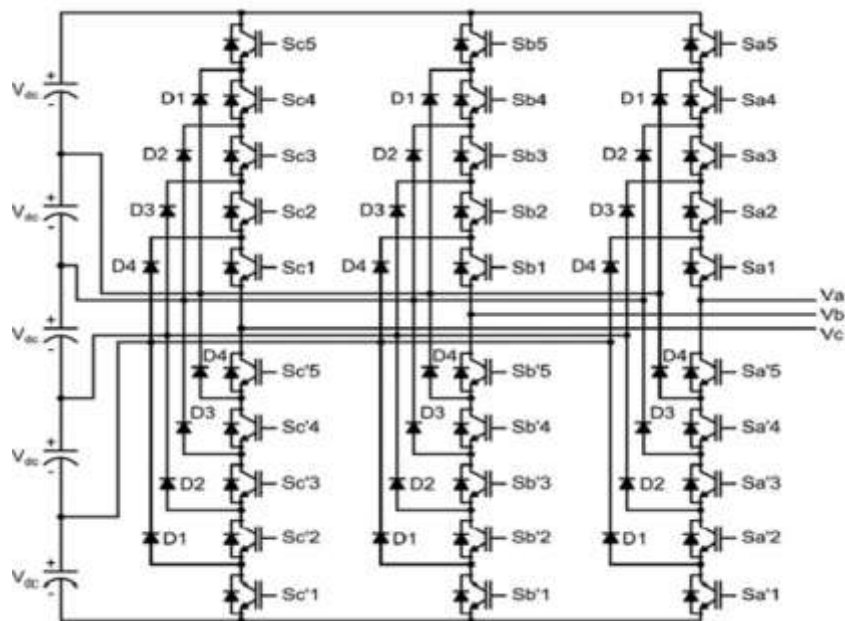 Sc5 Sb5 Sa5
+ Vdc - D1 Sc4 D1 Sb4 D1 Sa4
D2 Sc3 D2 Sb3 D2 Sa3
+ Vdc - D3 Sc2 D3 Sb2 D3 Sa2
D4 Sc1 D4 Sb1 D4 Sa1
Va
Vb
+ Vdc - Vc
D4 Sc'5 D4 Sb'5 D4 Sa'5
D3 Sc'4 D3 Sb'4 D3 Sa'4
+ Vdc - D2 Sc'3 D2 Sb'3 D2 Sa'3
D1 Sc'2 D1 Sb'2 D1 Sa'2
+ Vdc - Sc'1 Sb'1 Sa'1